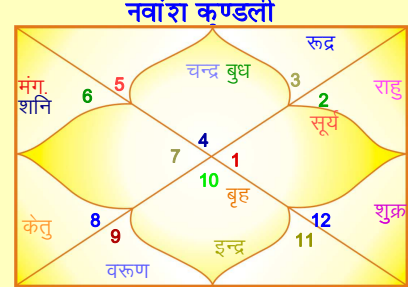 नवांश कुण्डली
रूद्र
चन्द्र बुध
मंग.
शनि
6
5
3
2
राहु
सूर्य
4
7
1
10
बृह
केतु
8
9
12
11
शुक्र
इन्द्र
वरूण